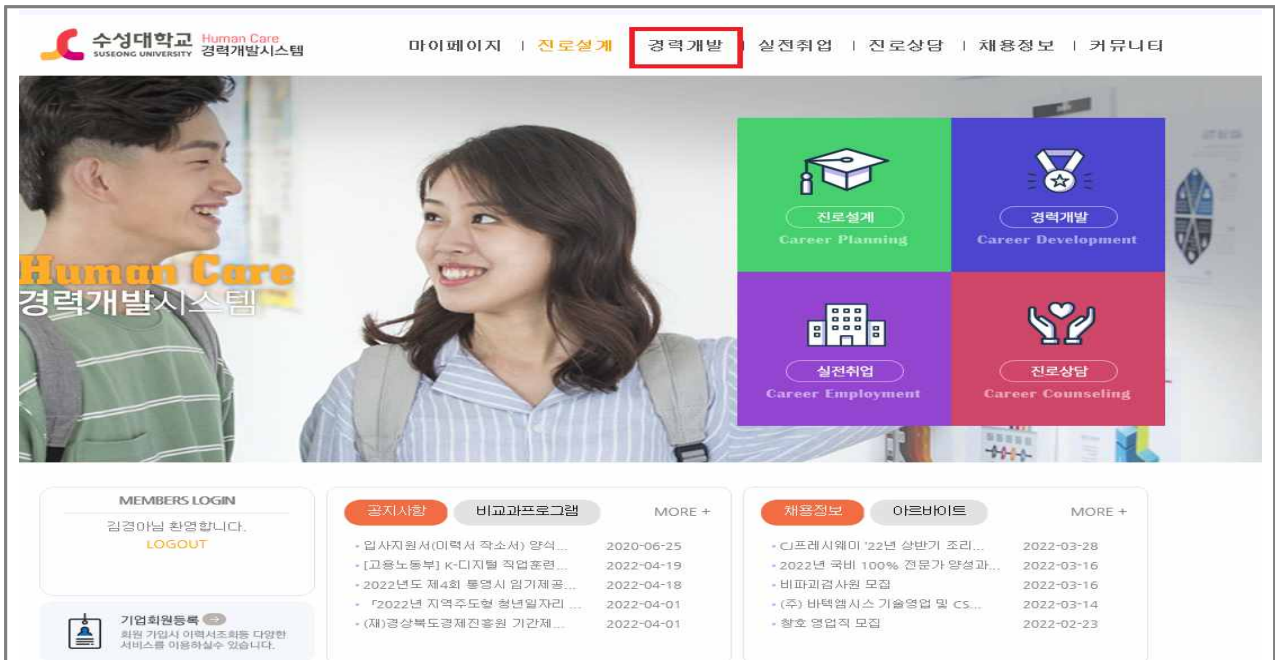 수성대학교 Human Care
SUSEONG UNIVERSITY 경력개발시스템
마이페이지 | 진로설계 경력개발 | 실전취업 | 진로상담 | 채용정보 | 커뮤니티
진로설계
Career Planning
경력개발
Career Development
Human Care
경력개발시스템
실전취업
Career Employment
진로상담
Career Counseling
MEMBERS LOGIN
김경아님 환영합니다.
LOGOUT
기업회원등록
회원 가입시 이력서조회등 다양한
서비스를 이용하실수 있습니다.
공지사항 비교과프로그램 MORE +
입사지원서(이력서 작소서) 양식... 2020-06-25
[고용노동부] K-디지털 직업훈련... 2022-04-19
2022년도 제4회 통영시 임기제공... 2022-04-18
「2022년 지역주도형 청년일자리 ... 2022-04-01
(재)경상북도경제진흥원 기간제... 2022-04-01
채용정보 아르바이트 MORE +
CJ프레시웨이 '22년 상반기 조리... 2022-03-28
2022년 국비 100% 전문가 양성과... 2022-03-16
비파괴검사원 모집 2022-03-16
(주) 바텍엠시스 기술영업 및 CS... 2022-03-14
참호 영업직 모집 2022-02-23